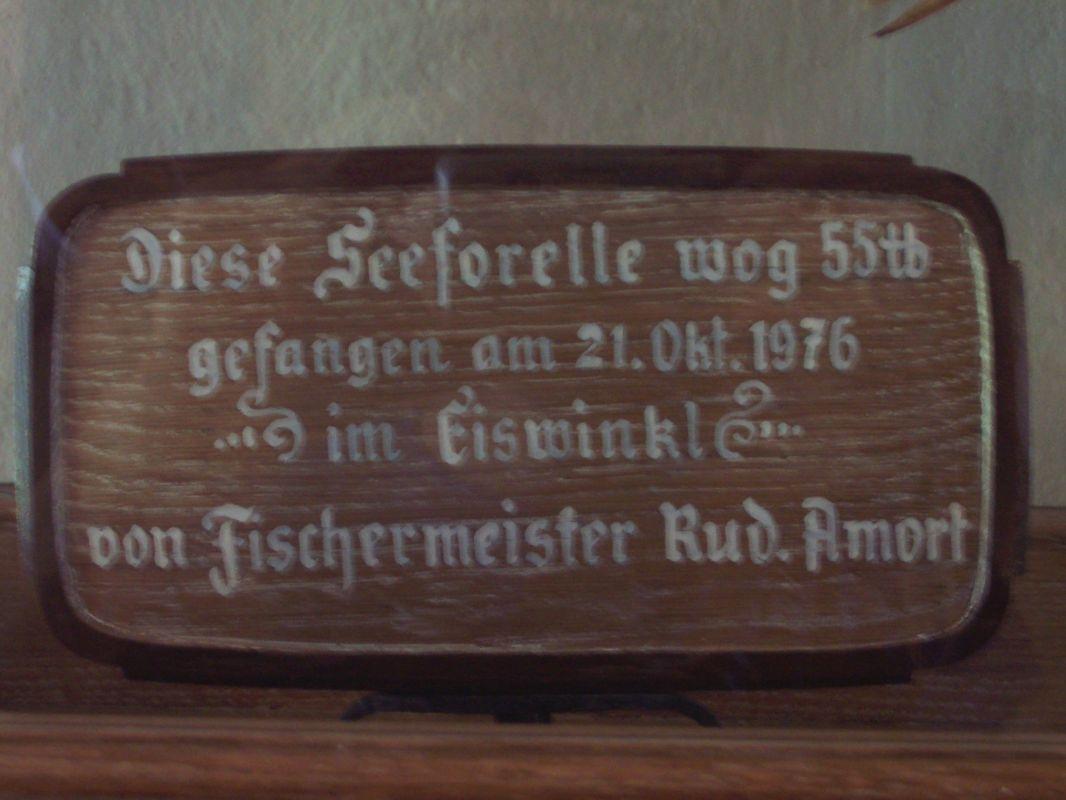 Diese Seeforelle wog 55 ℔
gefangen am 21. Okt. 1976
im Eiswinkl
von Fischermeister Rud. Amort